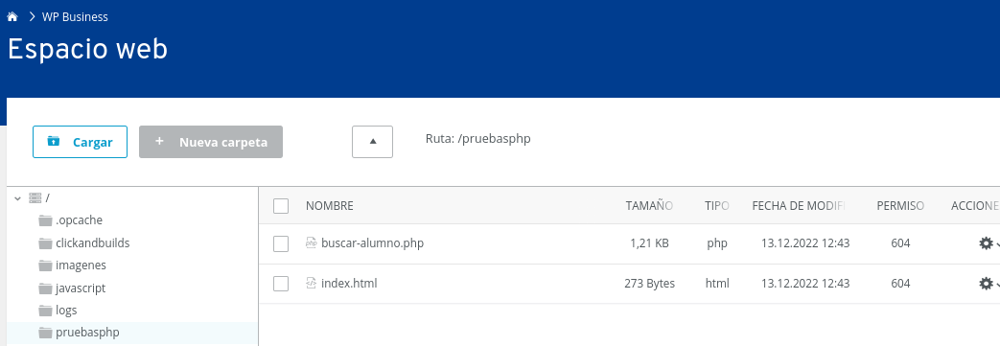 WP Business
Espacio web
Cargar
+ Nueva carpeta
Ruta: /pruebasphp
/
.opcache
clickandbuilds
imagenes
javascript
logs
pruebasphp
NOMBRE TAMAÑO TIPO FECHA DE MODIFI PERMISO ACCIONE
buscar-alumno.php 1,21 KB php 13.12.2022 12:43 604
index.html 273 Bytes html 13.12.2022 12:43 604